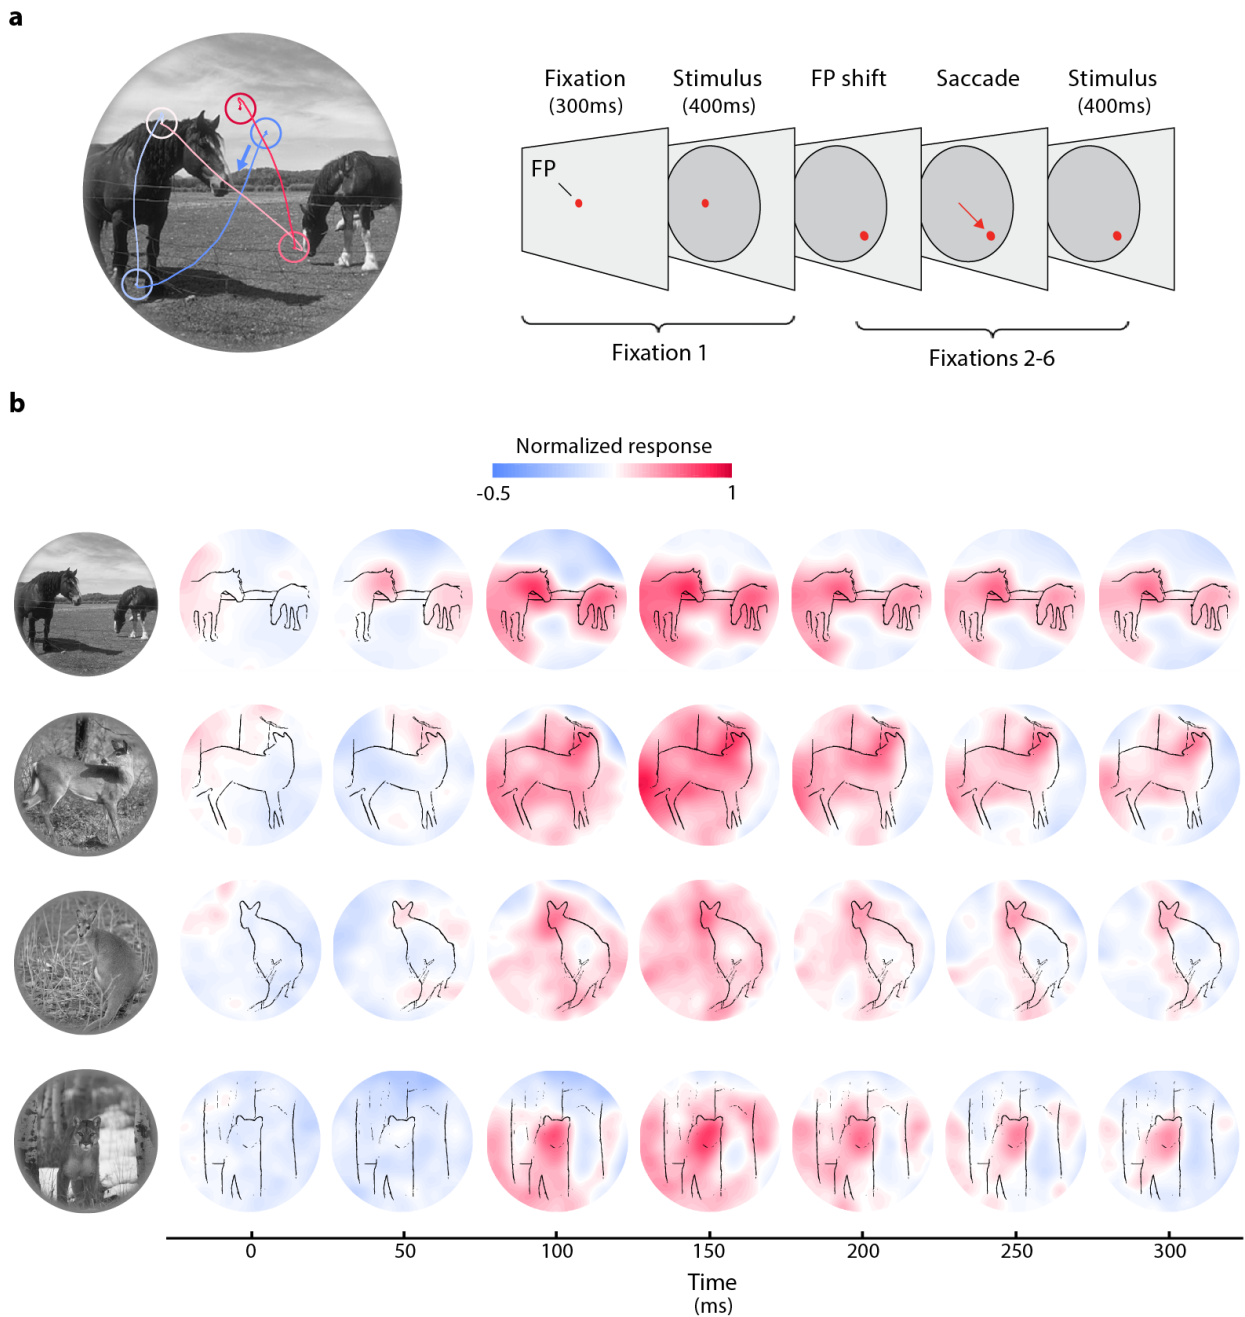 a
Fixation
(300ms)
Stimulus
(400ms)
FP shift
Saccade
Stimulus
(400ms)
FP
Fixation 1
Fixations 2-6
b
Normalized response
-0.5
1
0
50
100
150
200
250
300
Time
(ms)